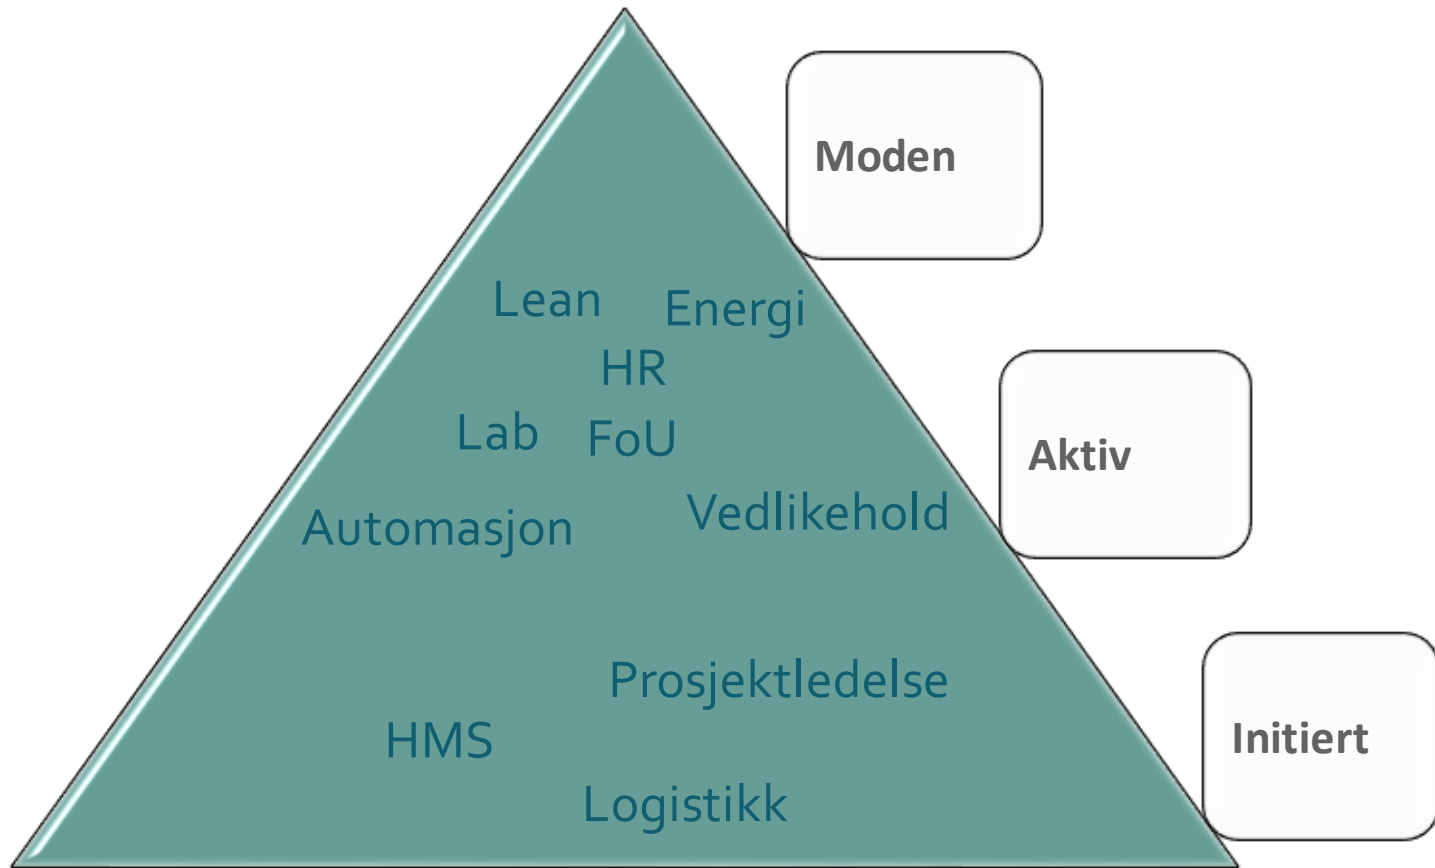 Moden
Lean
Energi
HR
Lab
FoU
Aktiv
Automasjon
Vedlikehold
Prosjektledelse
HMS
Initiert
Logistikk